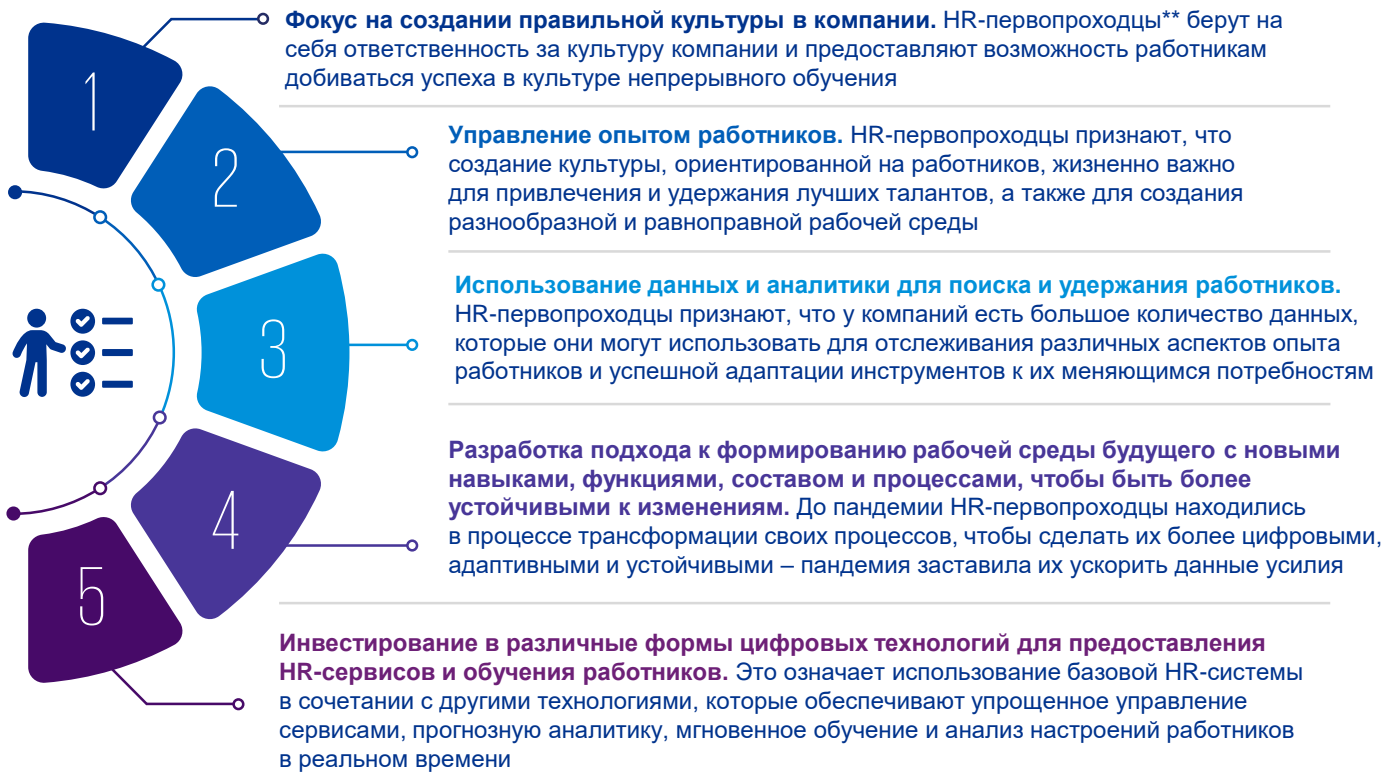 1
Фокус на создании правильной культуры в компании. HR-первопроходцы** берут на
себя ответственность за культуру компании и предоставляют возможность работникам
добиваться успеха в культуре непрерывного обучения
2
Управление опытом работников. HR-первопроходцы признают, что
создание культуры, ориентированной на работников, жизненно важно
для привлечения и удержания лучших талантов, а также для создания
разнообразной и равноправной рабочей среды
3
Использование данных и аналитики для поиска и удержания работников.
HR-первопроходцы признают, что у компаний есть большое количество данных,
которые они могут использовать для отслеживания различных аспектов опыта
работников и успешной адаптации инструментов к их меняющимся потребностям
4
Разработка подхода к формированию рабочей среды будущего с новыми
навыками, функциями, составом и процессами, чтобы быть более
устойчивыми к изменениям. До пандемии HR-первопроходцы находились
в процессе трансформации своих процессов, чтобы сделать их более цифровыми,
адаптивными и устойчивыми – пандемия заставила их ускорить данные усилия
5
Инвестирование в различные формы цифровых технологий для предоставления
HR-сервисов и обучения работников. Это означает использование базовой HR-системы
в сочетании с другими технологиями, которые обеспечивают упрощенное управление
сервисами, прогнозную аналитику, мгновенное обучение и анализ настроений работников
в реальном времени